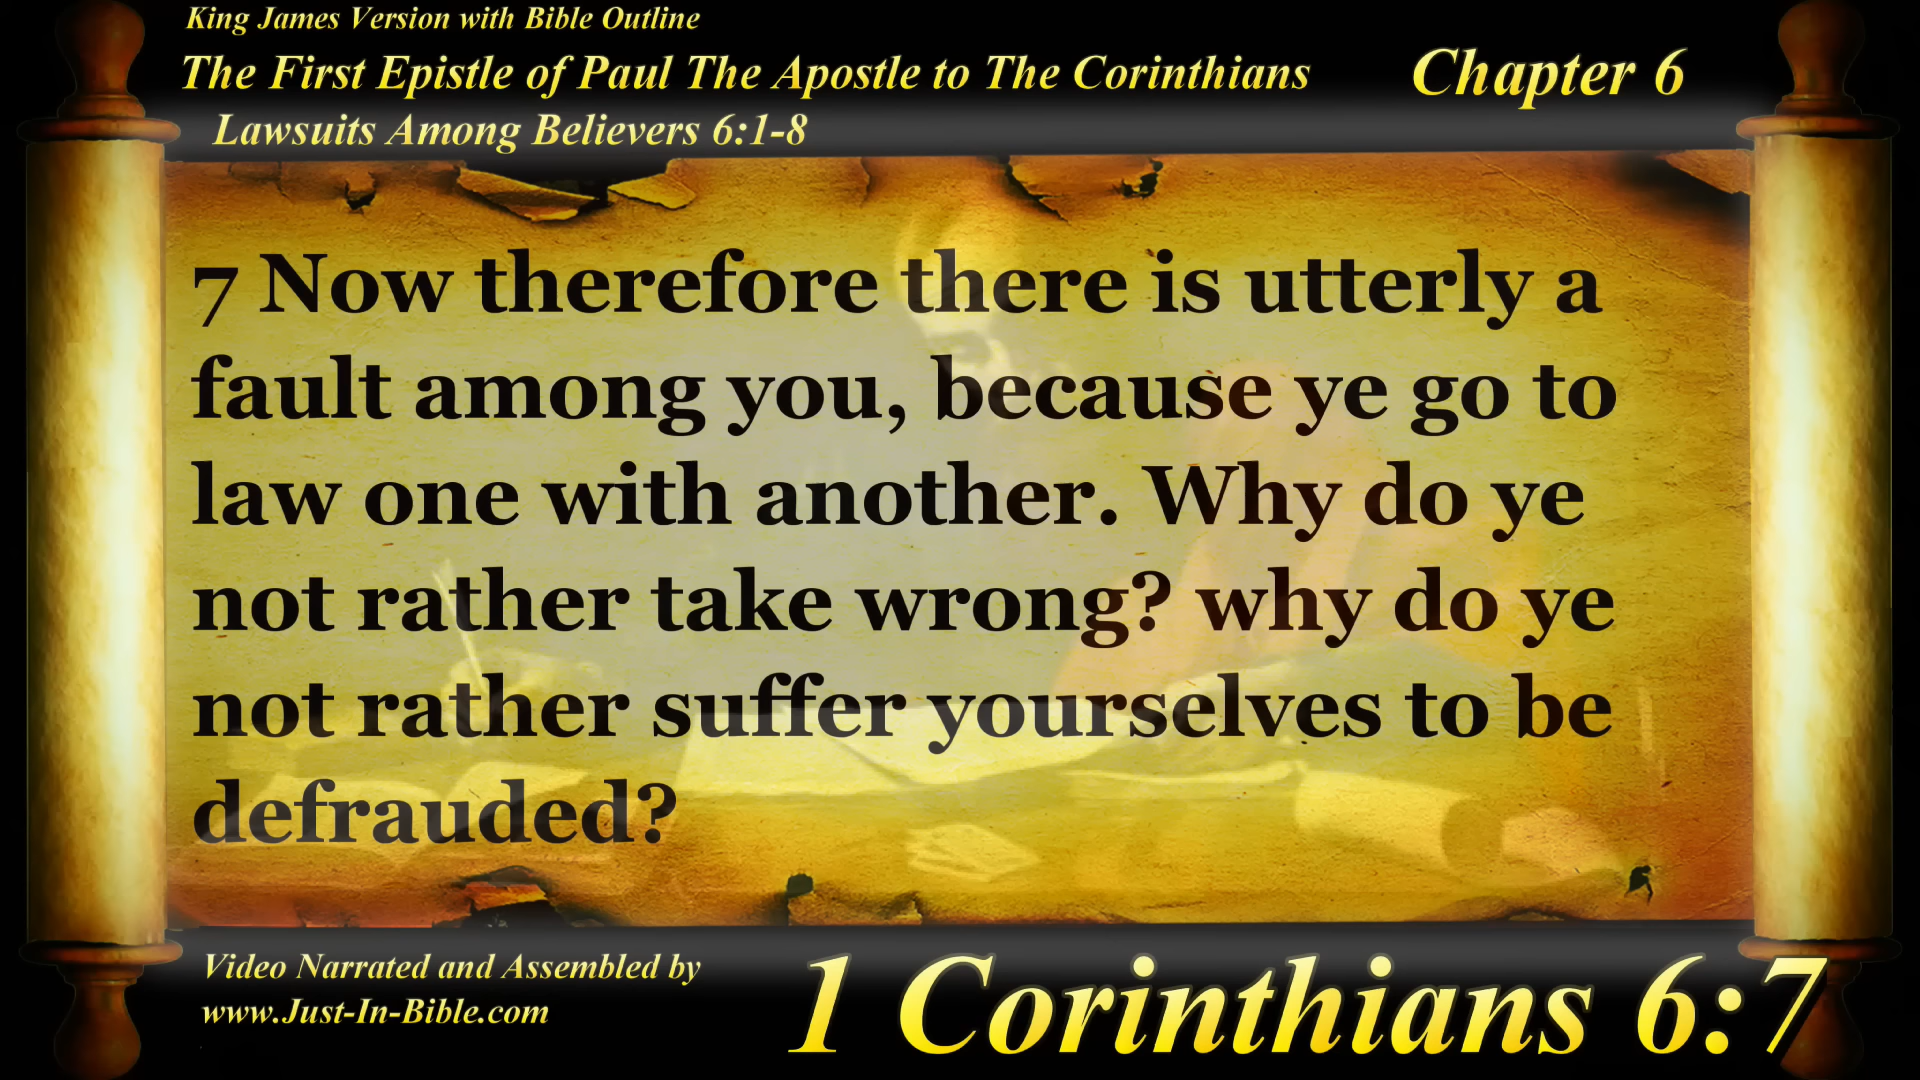 King James Version with Bible Outline
The First Epistle of Paul The Apostle to The Corinthians
Chapter 6
Lawsuits Among Believers 6:1-8
7 Now therefore there is utterly a
fault among you, because ye go to
law one with another. Why do ye
not rather take wrong? why do ye
not rather suffer yourselves to be
defrauded?
Video Narrated and Assembled by
www.Just-In-Bible.com
1 Corinthians 6:7